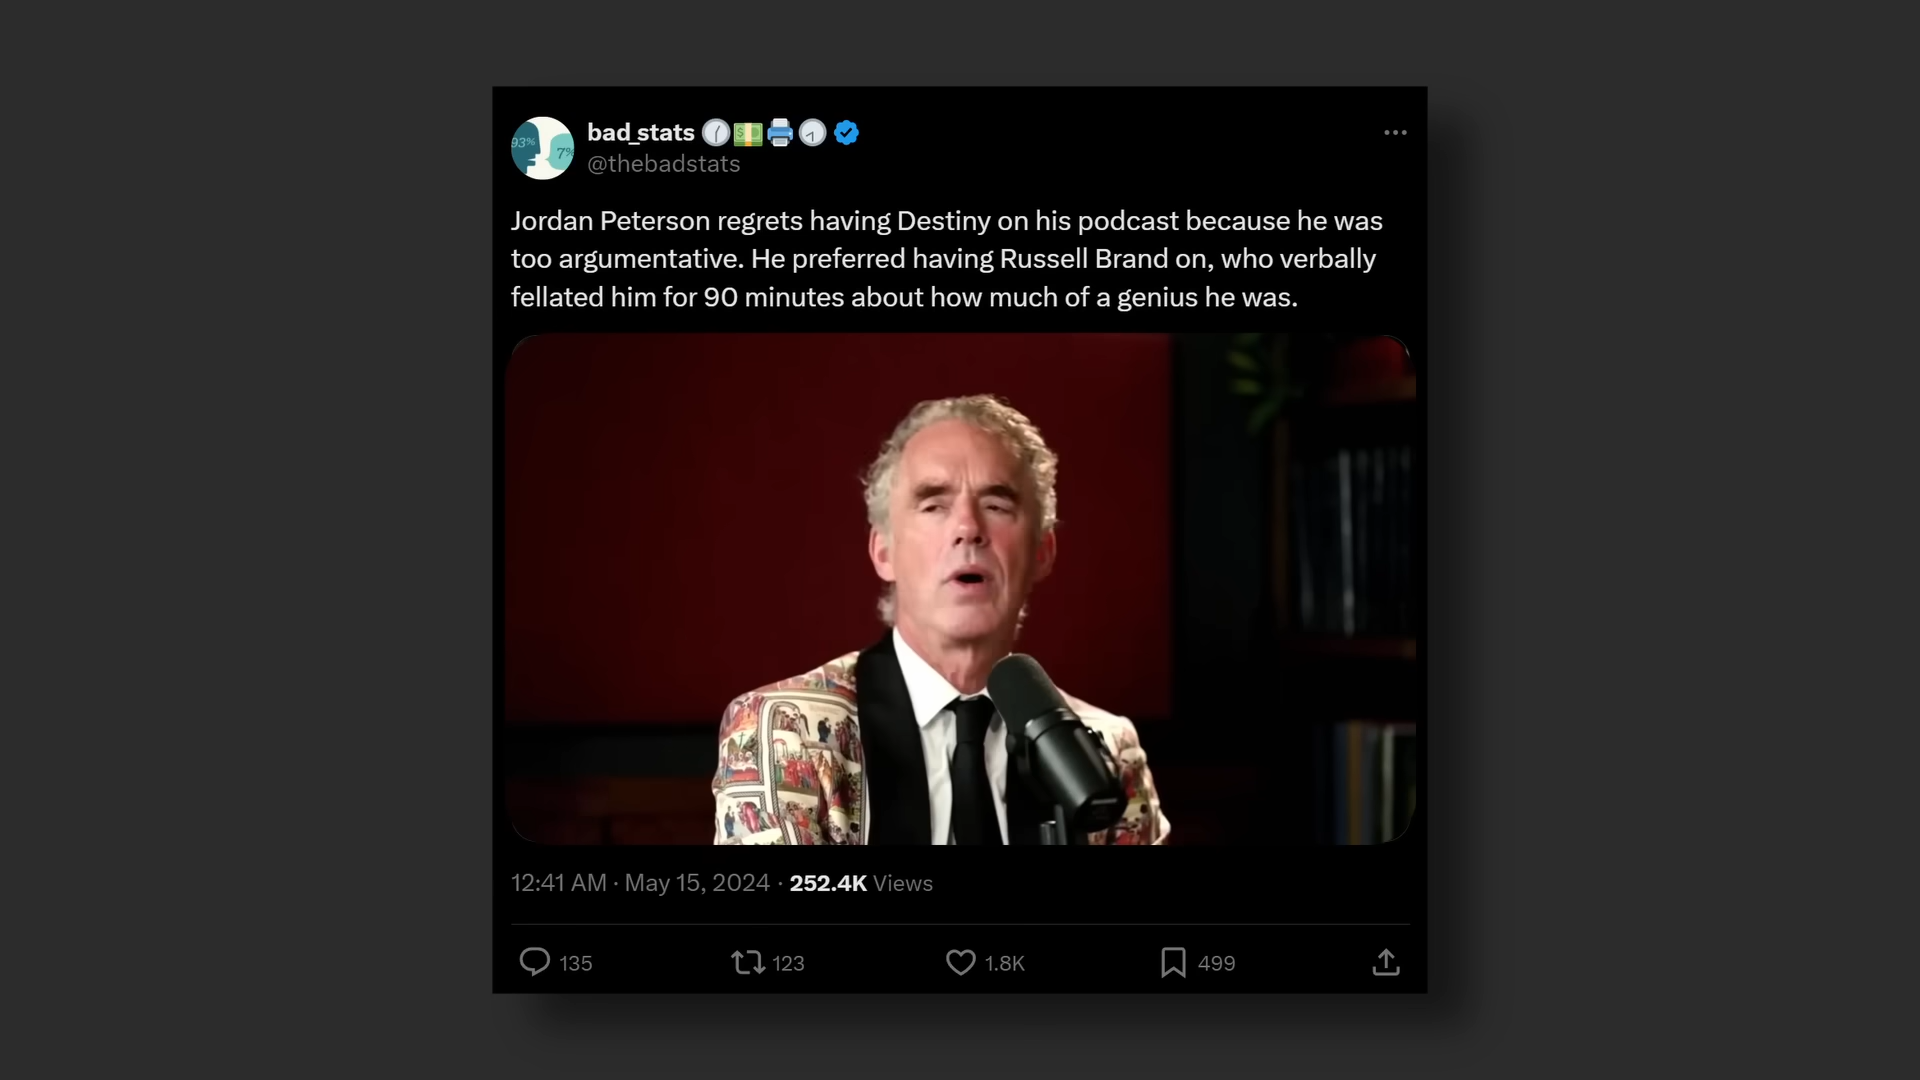 93%
7%
bad_stats 🕧💵🖨️🕢
@thebadstats
Jordan Peterson regrets having Destiny on his podcast because he was
too argumentative. He preferred having Russell Brand on, who verbally
fellated him for 90 minutes about how much of a genius he was.
12:41 AM · May 15, 2024 · 252.4K Views
135
123
1.8K
499